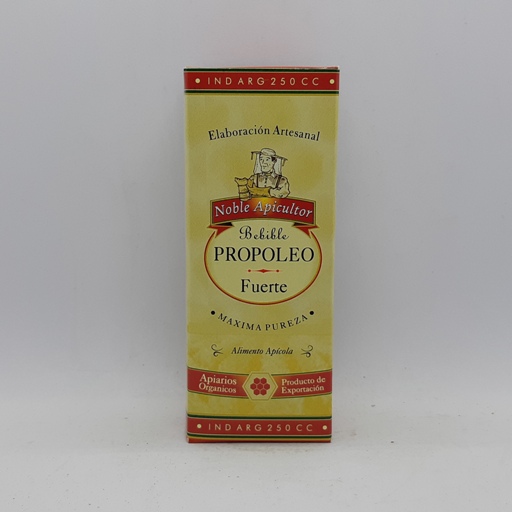 • IND ARG 250 CC •
Elaboración Artesanal
Noble Apicultor
Bebible
PROPOLEO
Fuerte
• MAXIMA PUREZA •
Alimento Apícola
Apiarios
Organicos
Producto de
Exportación
• IND ARG 250 CC •